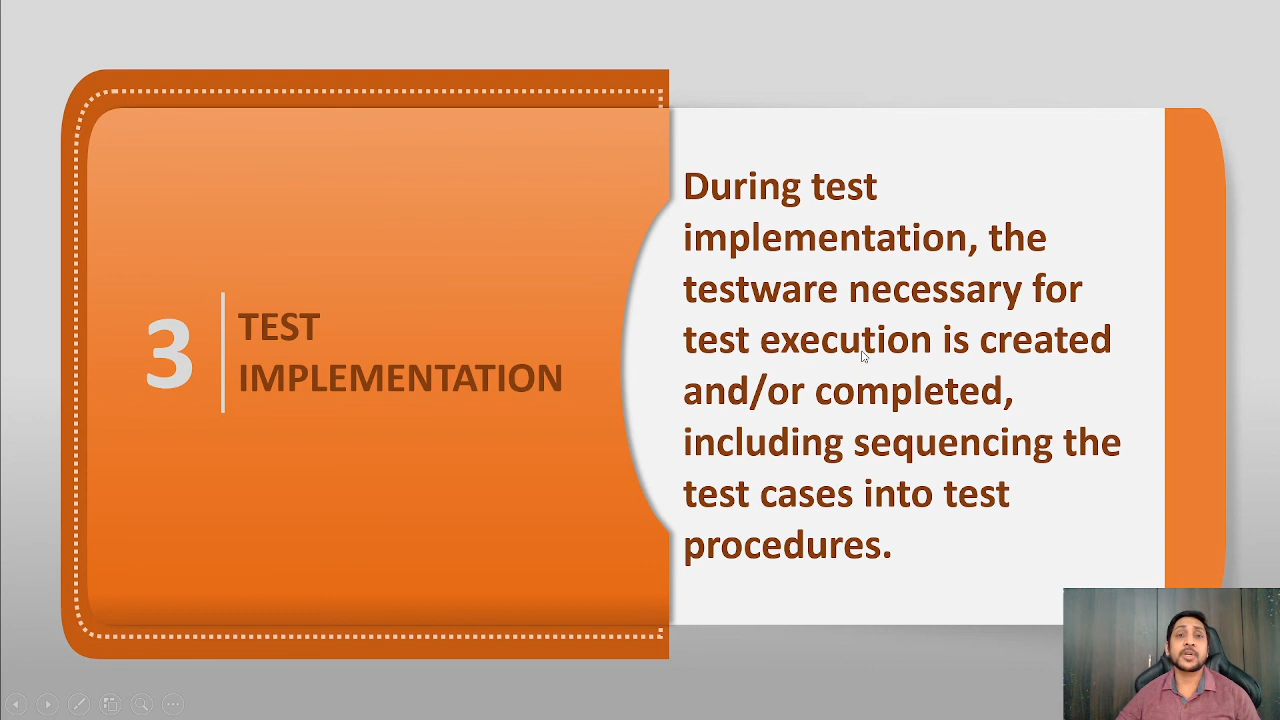 3
TEST
IMPLEMENTATION
During test
implementation, the
testware necessary for
test execution is created
and/or completed,
including sequencing the
test cases into test
procedures.